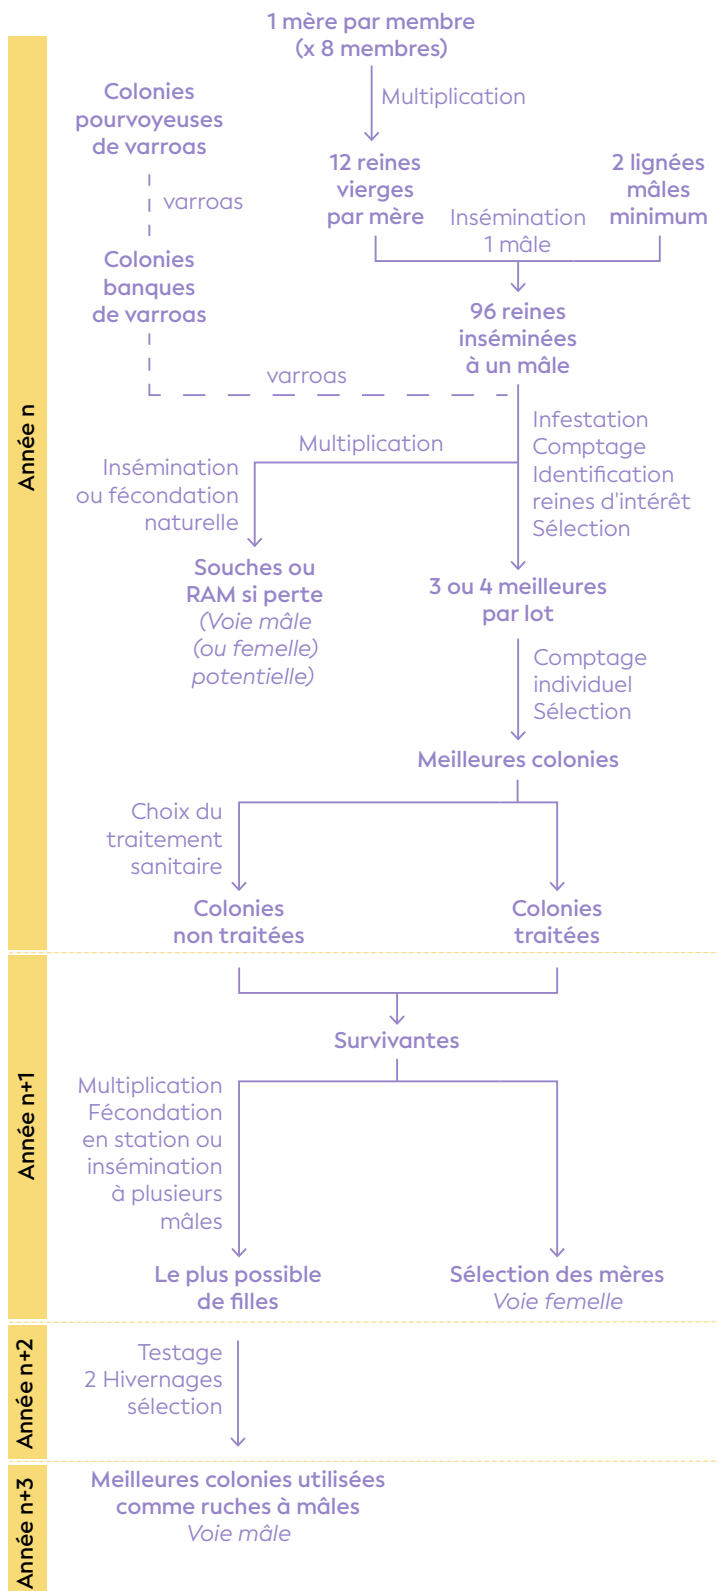 1 mère par membre
(x 8 membres)
Multiplication
Colonies
pourvoyeuses
de varroas
12 reines
vierges
par mère
2 lignées
mâles
minimum
varroas
Insémination
1 mâle
Colonies
banques
de varroas
96 reines
inséminées
à un mâle
varroas
Infestation
Comptage
Identification
reines d'intérêt
Sélection
Multiplication
Insémination
ou fécondation
naturelle
Souches ou
RAM si perte
(Voie mâle
(ou femelle)
potentielle)
3 ou 4 meilleures
par lot
Comptage
individuel
Sélection
Meilleures colonies
Choix du
traitement
sanitaire
Colonies
non traitées
Colonies
traitées
Année n
Survivantes
Multiplication
Fécondation
en station ou
insémination
à plusieurs
mâles
Le plus possible
de filles
Sélection des mères
Voie femelle
Année n+1
Testage
2 Hivernages
sélection
Année n+2
Meilleures colonies utilisées
comme ruches à mâles
Voie mâle
Année n+3